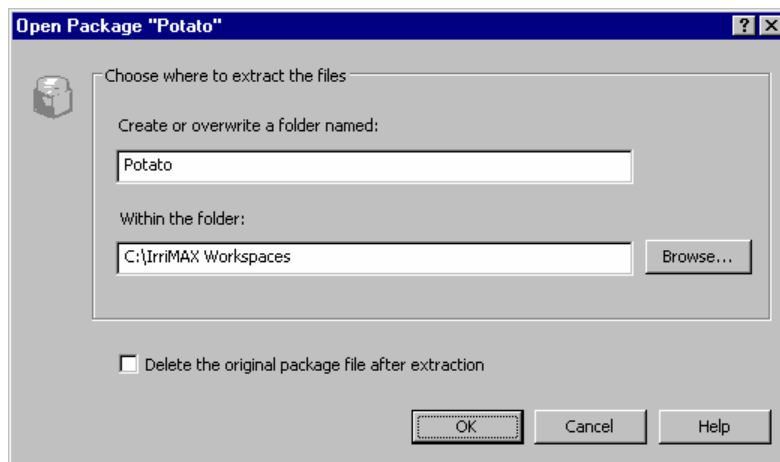 Open Package "Potato"
Choose where to extract the files
Create or overwrite a folder named:
Potato
Within the folder:
C:\IrriMAX Workspaces
Browse...
Delete the original package file after extraction
OK
Cancel
Help